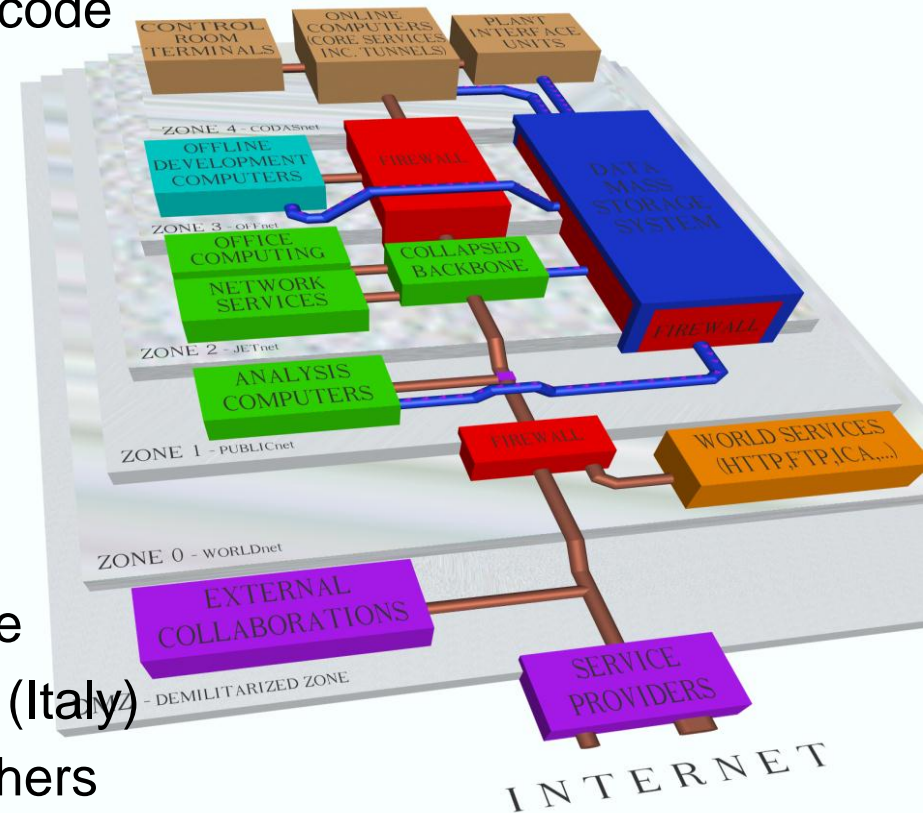 code
CONTROL
ROOM
TERMINALS
ONLINE
COMPUTERS
(CORE SERVICES
INC. TUNNELS)
PLANT
INTERFACE
UNITS
ZONE 4 - CODASnet
OFFLINE
DEVELOPMENT
COMPUTERS
FIREWALL
DATA
MASS
STORAGE
SYSTEM
ZONE 3 - OFFnet
OFFICE
COMPUTING
COLLAPSED
BACKBONE
NETWORK
SERVICES
FIREWALL
ZONE 2 - JETnet
ANALYSIS
COMPUTERS
ZONE 1 - PUBLICnet
FIREWALL
WORLD SERVICES
(HTTP,FTP,ICA,...)
ZONE 0 - WORLDnet
EXTERNAL
COLLABORATIONS
SERVICE
PROVIDERS
e
(Italy)
DMZ - DEMILITARIZED ZONE
hers
INTERNET